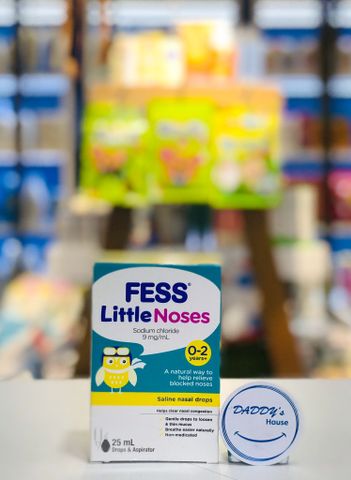 FESS®
Little Noses
Sodium chloride
9 mg/mL
0-2
years+
A natural way to
help relieve
blocked noses
Saline nasal drops
Helps clear nasal congestion
Gentle drops to loosen
& thin mucus
Breathe easier naturally
Non-medicated
25 mL
Drops & Aspirator
DADDY's
House